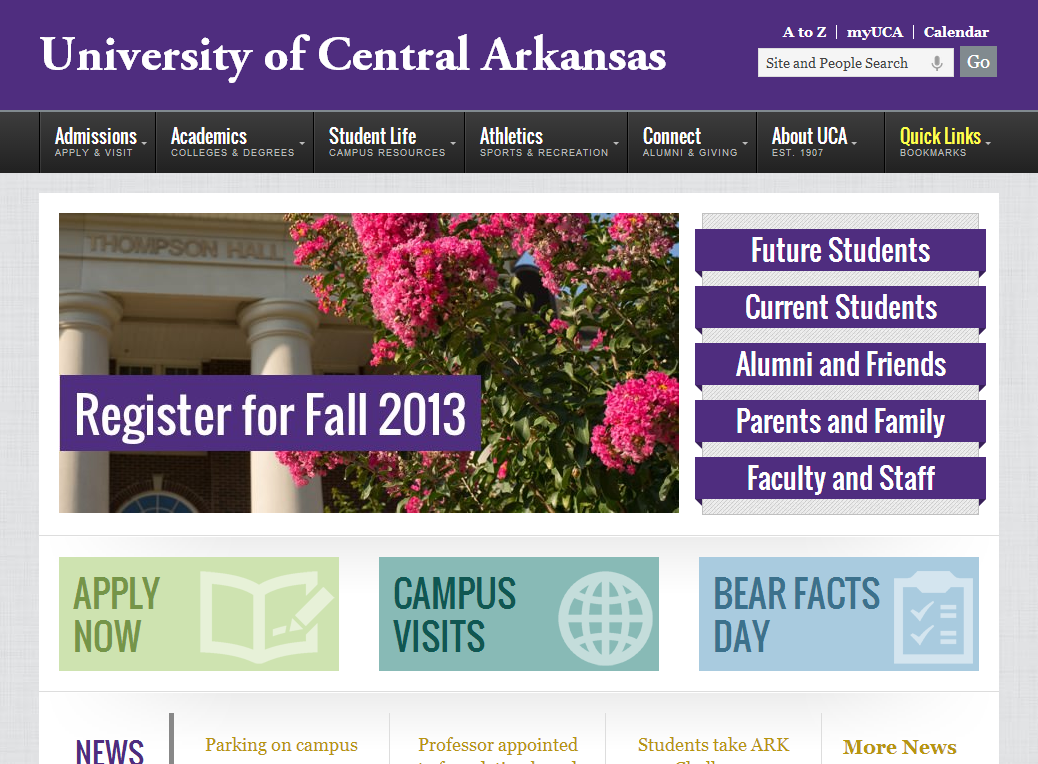 University of Central Arkansas
A to Z
myUCA
Calendar
Site and People Search
Go
Admissions
APPLY & VISIT
Academics
COLLEGES & DEGREES
Student Life
CAMPUS RESOURCES
Athletics
SPORTS & RECREATION
Connect
ALUMNI & GIVING
About UCA
EST. 1907
Quick Links
BOOKMARKS
THOMPSON HALL
Register for Fall 2013
Future Students
Current Students
Alumni and Friends
Parents and Family
Faculty and Staff
APPLY
NOW
CAMPUS
VISITS
BEAR FACTS
DAY
NEWS
Parking on campus
Professor appointed
Students take ARK
More News